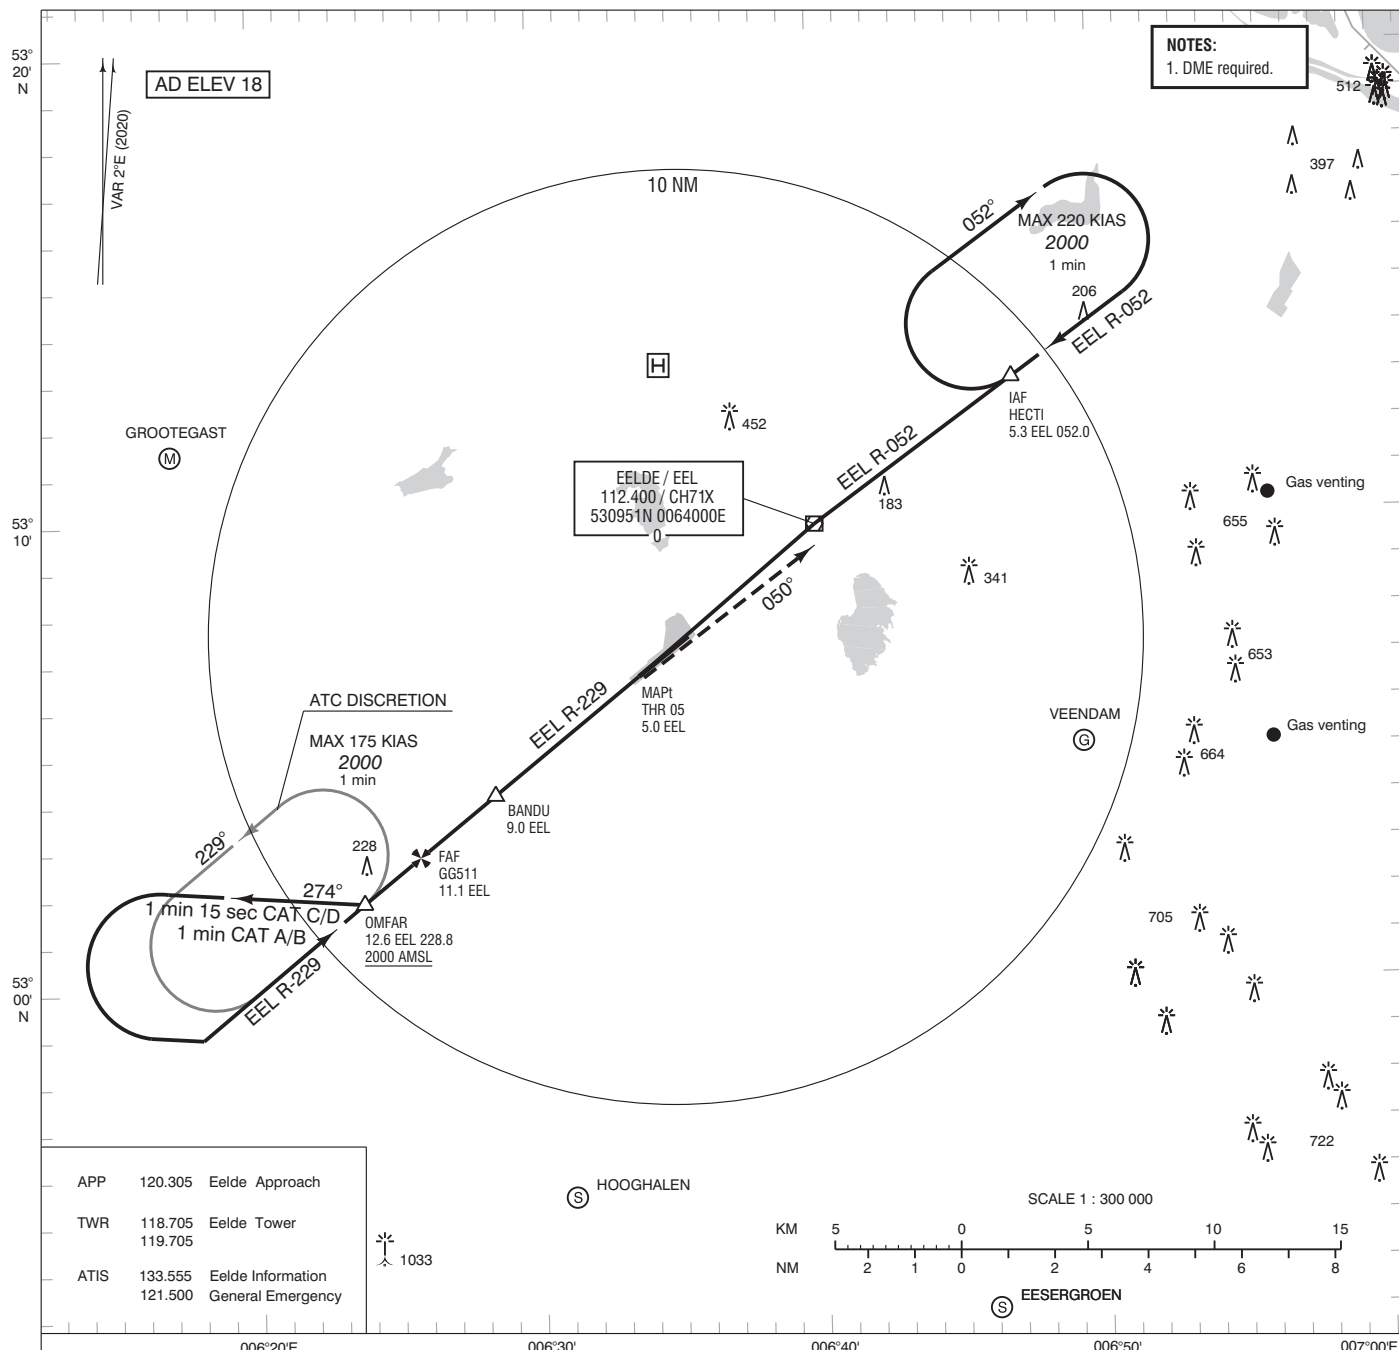 53°
20'
N
AD ELEV 18
VAR 2°E (2020)
NOTES:
1. DME required.
512
397
10 NM
052°
MAX 220 KIAS
2000
1 min
206
EEL R-052
IAF
HECTI
5.3 EEL 052.0
H
452
GROOTEGAST
M
EEL R-052
183
EELDE / EEL
112.400 / CH71X
530951N 0064000E
0
53°
10'
Gas venting
655
341
050°
653
MAPt
THR 05
5.0 EEL
EEL R-229
ATC DISCRETION
MAX 175 KIAS
2000
1 min
VEENDAM
G
Gas venting
664
BANDU
9.0 EEL
229°
228
FAF
GG511
11.1 EEL
274°
1 min 15 sec CAT C/D
1 min CAT A/B
OMFAR
12.6 EEL 228.8
2000 AMSL
EEL R-229
705
53°
00'
N
722
APP 120.305 Eelde Approach
TWR 118.705 Eelde Tower
119.705
ATIS 133.555 Eelde Information
121.500 General Emergency
1033
HOOGHALEN
S
SCALE 1 : 300 000
KM 5 0 5 10 15
NM 2 1 0 2 4 6 8
EESERGROEN
S
006°20'E 006°30' 006°40' 006°50' 007°00'E